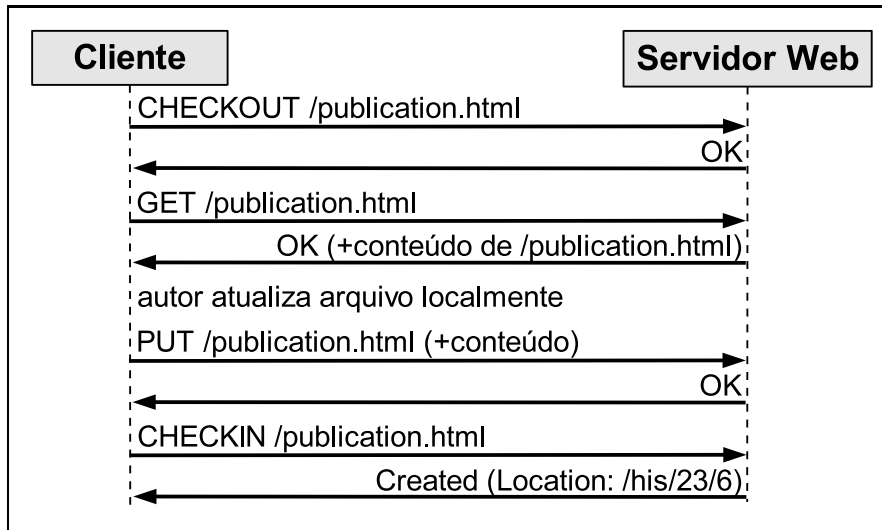 Cliente
Servidor Web
CHECKOUT /publication.html
OK
GET /publication.html
OK (+conteúdo de /publication.html)
autor atualiza arquivo localmente
PUT /publication.html (+conteúdo)
OK
CHECKIN /publication.html
Created (Location: /his/23/6)